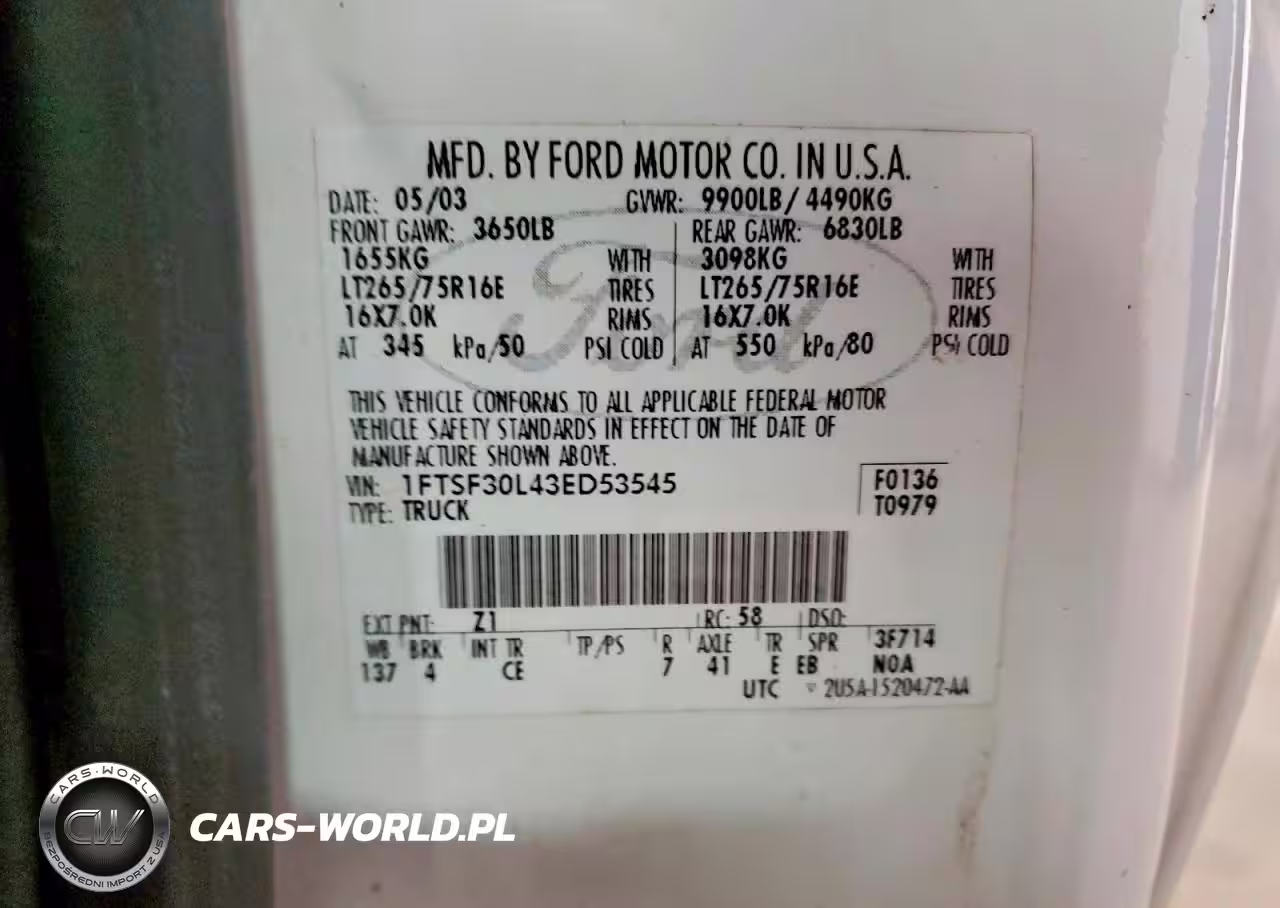 MFD. BY FORD MOTOR CO. IN U.S.A.
DATE: 05/03 GVWR: 9900LB/ 4490KG
FRONT GAWR: 3650LB REAR GAWR: 6830LB
1655KG WITH 3098KG WITH
LT265/75R16E TIRES LT265/75R16E TIRES
16X7.0K RIMS 16X7.0K RIMS
AT 345 kPa/50 PSI COLD AT 550 kPa/80 PSI COLD
Ford
THIS VEHICLE CONFORMS TO ALL APPLICABLE FEDERAL MOTOR
VEHICLE SAFETY STANDARDS IN EFFECT ON THE DATE OF
MANUFACTURE SHOWN ABOVE.
VIN: 1FTSF30L43ED53545 F0136
TYPE: TRUCK T0979
EXT PNT: Z1 RC: 58 DSO:
WB BRK INT TR TP/PS R AXLE TR SPR 3F714
137 4 CE 7 41 E EB N0A
UTC 2U5A-1520472-AA
CARS-WORLD
CW
BEZPOŚREDNI IMPORT Z USA
CARS-WORLD.PL